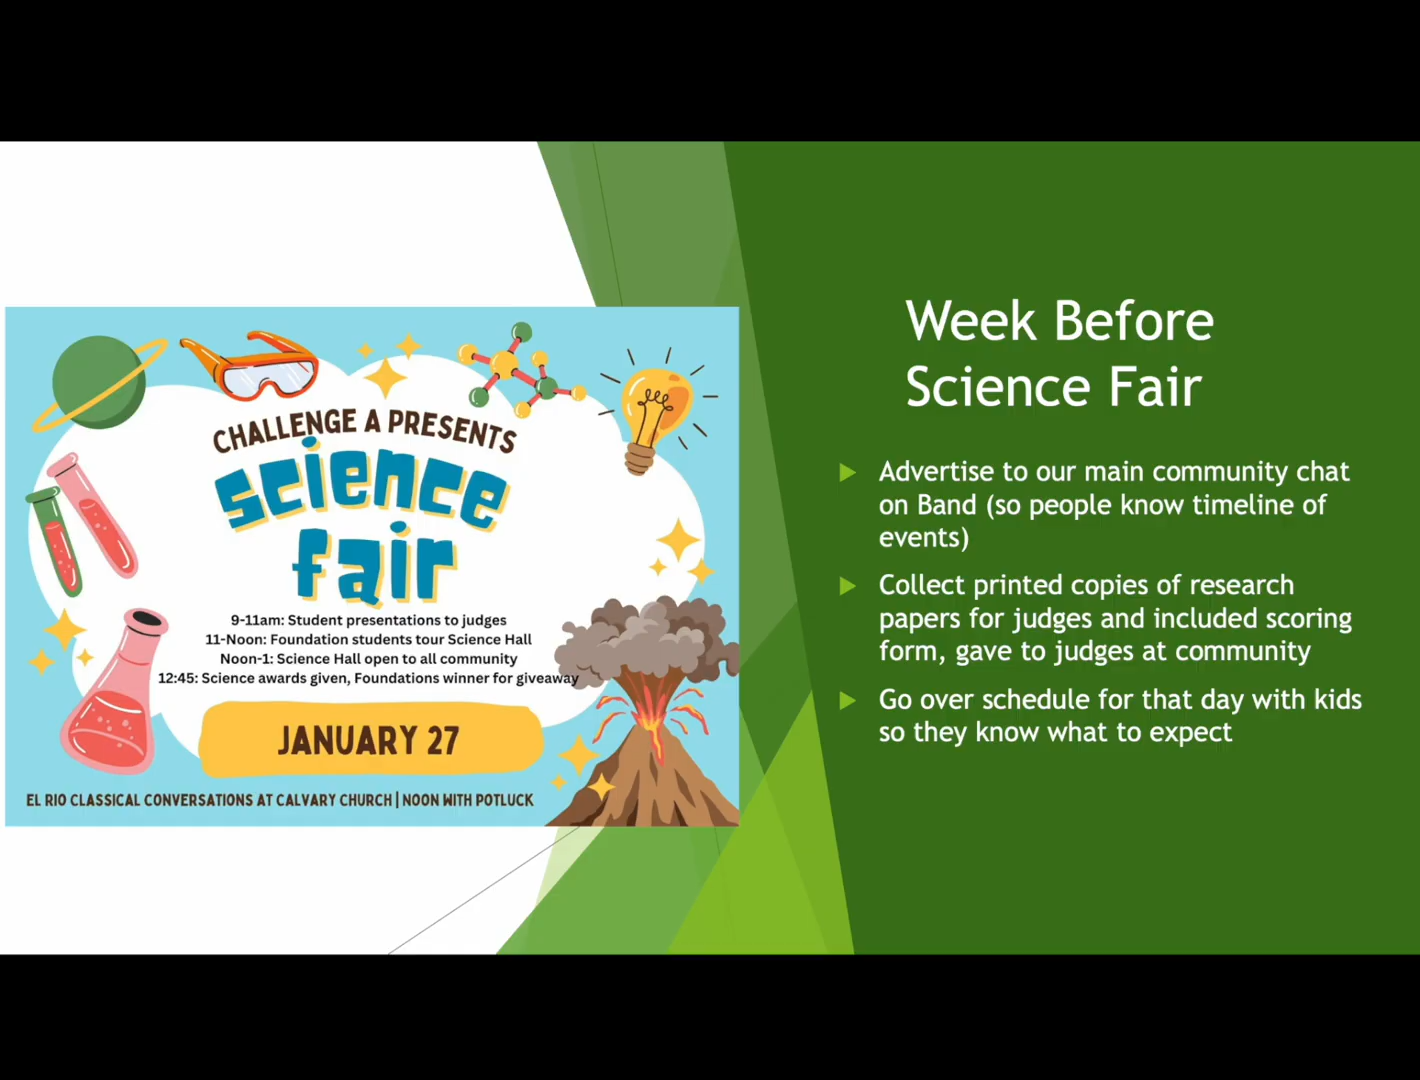 CHALLENGE A PRESENTS
science
fair
9-11am: Student presentations to judges
11-Noon: Foundation students tour Science Hall
Noon-1: Science Hall open to all community
12:45: Science awards given, Foundations winner for giveaway
JANUARY 27
EL RIO CLASSICAL CONVERSATIONS AT CALVARY CHURCH | NOON WITH POTLUCK
Week Before
Science Fair
Advertise to our main community chat
on Band (so people know timeline of
events)
Collect printed copies of research
papers for judges and included scoring
form, gave to judges at community
Go over schedule for that day with kids
so they know what to expect